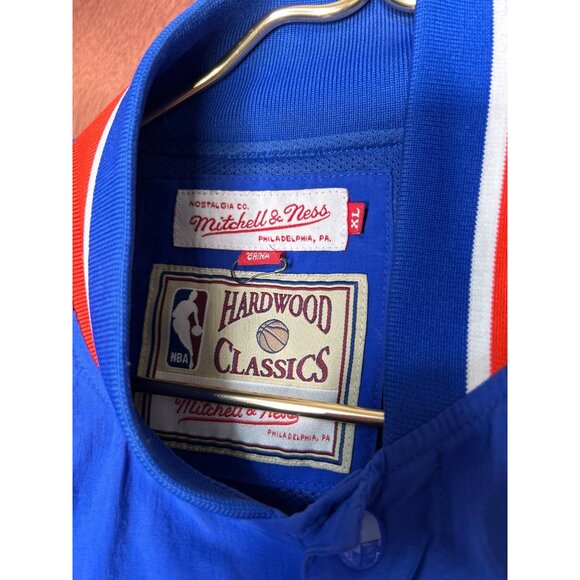 NOSTALGIA CO.
Mitchell & Ness
PHILADELPHIA, PA.
XL
CHINA
NBA
HARDWOOD
CLASSICS
Mitchell & Ness
PHILADELPHIA, PA